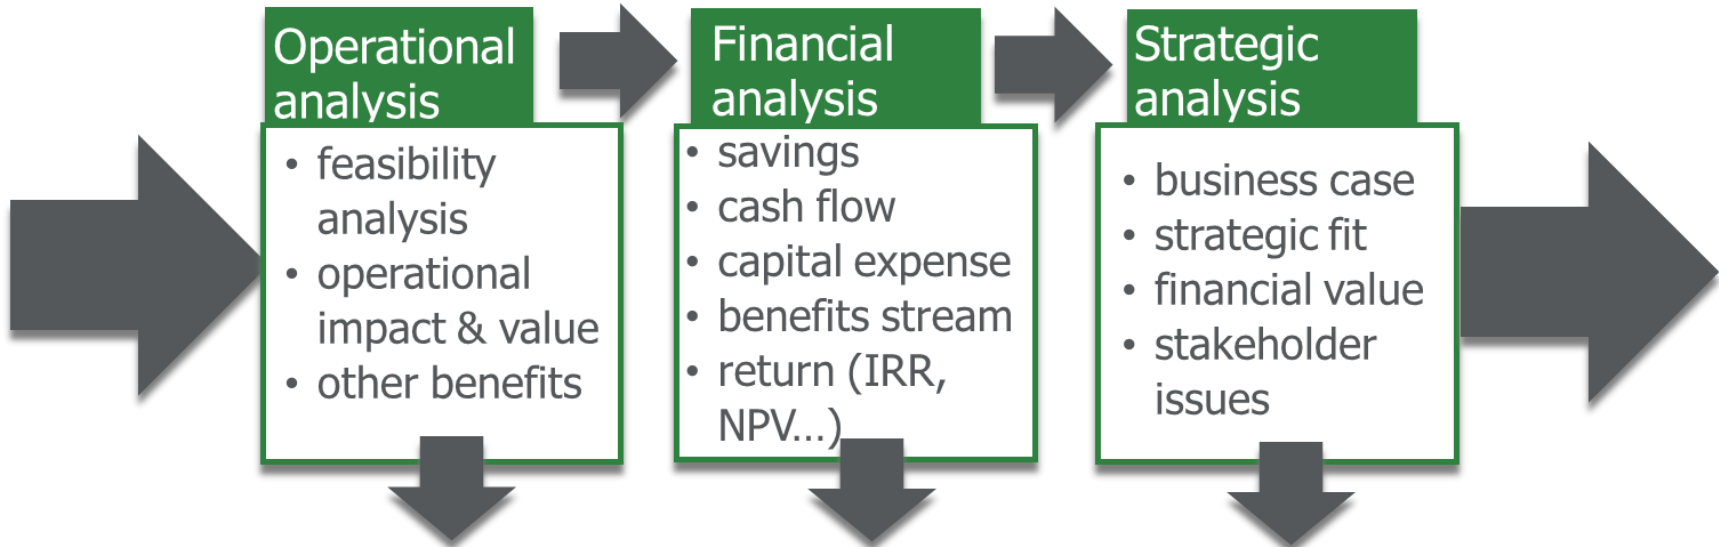 Operational
analysis
• feasibility
analysis
• operational
impact & value
• other benefits
Financial
analysis
• savings
• cash flow
• capital expense
• benefits stream
• return (IRR,
NPV...)
Strategic
analysis
• business case
• strategic fit
• financial value
• stakeholder
issues